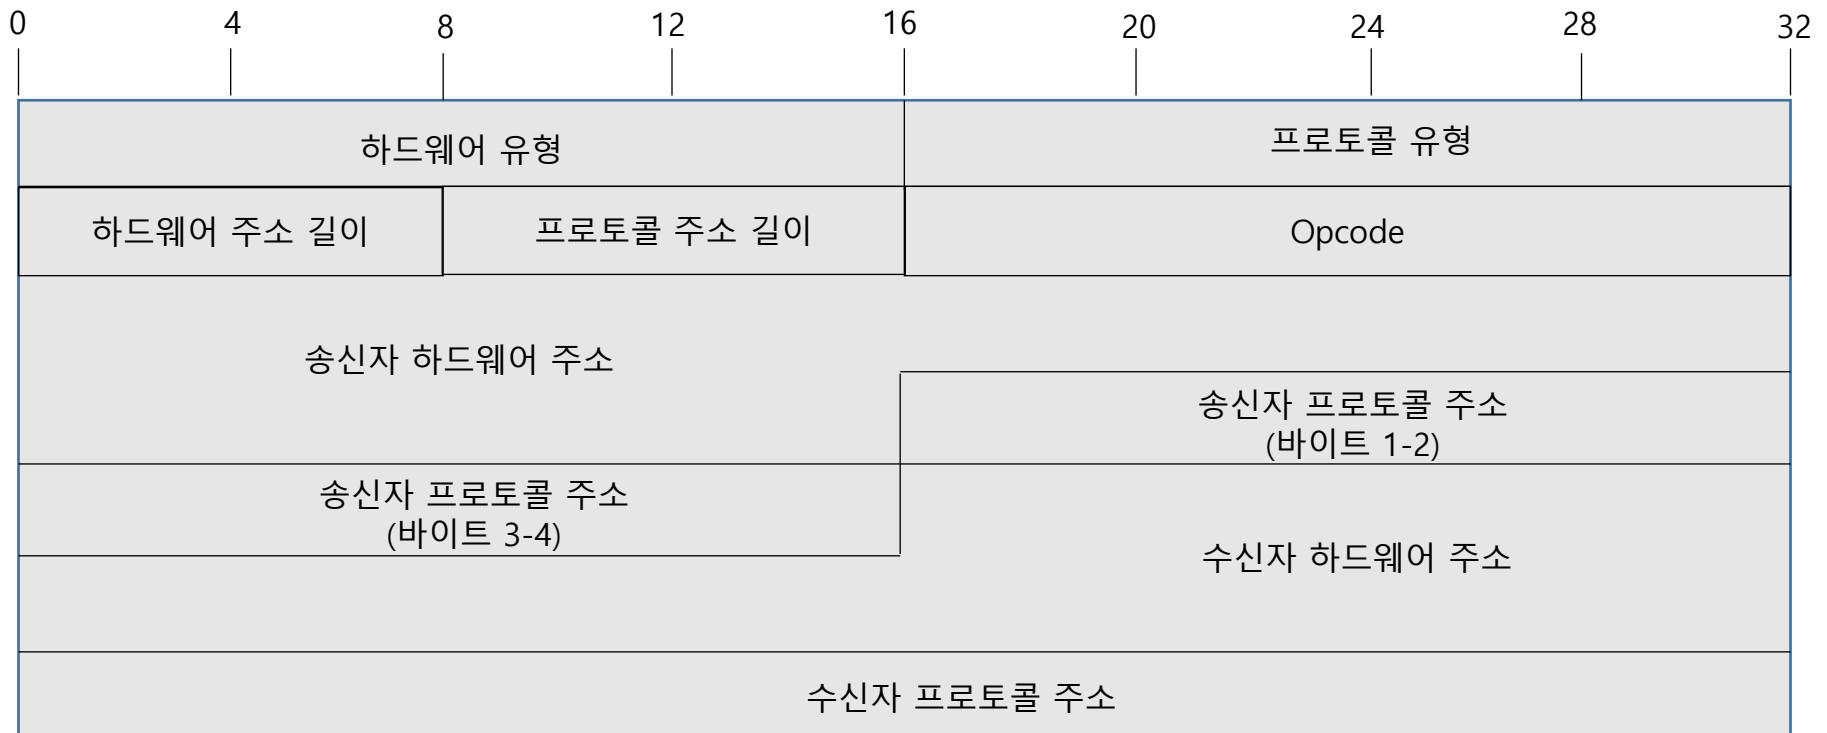 0 4 8 12 16 20 24 28 32
하드웨어 유형 프로토콜 유형
하드웨어 주소 길이 프로토콜 주소 길이 Opcode
송신자 하드웨어 주소
송신자 프로토콜 주소
(바이트 1-2)
송신자 프로토콜 주소
(바이트 3-4)
수신자 하드웨어 주소
수신자 프로토콜 주소